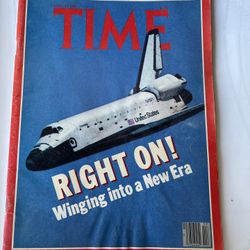 TIME
United States
RIGHT ON!
Winging into a New Era